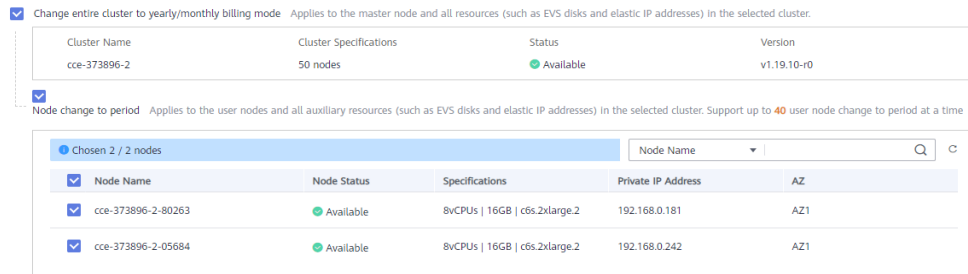 Change entire cluster to yearly/monthly billing mode Applies to the master node and all resources (such as EVS disks and elastic IP addresses) in the selected cluster.
Cluster Name Cluster Specifications Status Version
cce-373896-2 50 nodes Available v1.19.10-r0
Node change to period Applies to the user nodes and all auxiliary resources (such as EVS disks and elastic IP addresses) in the selected cluster. Support up to 40 user node change to period at a time
Chosen 2 / 2 nodes Node Name
Node Name Node Status Specifications Private IP Address AZ
cce-373896-2-80263 Available 8vCPUs | 16GB | c6s.2xlarge.2 192.168.0.181 AZ1
cce-373896-2-05684 Available 8vCPUs | 16GB | c6s.2xlarge.2 192.168.0.242 AZ1